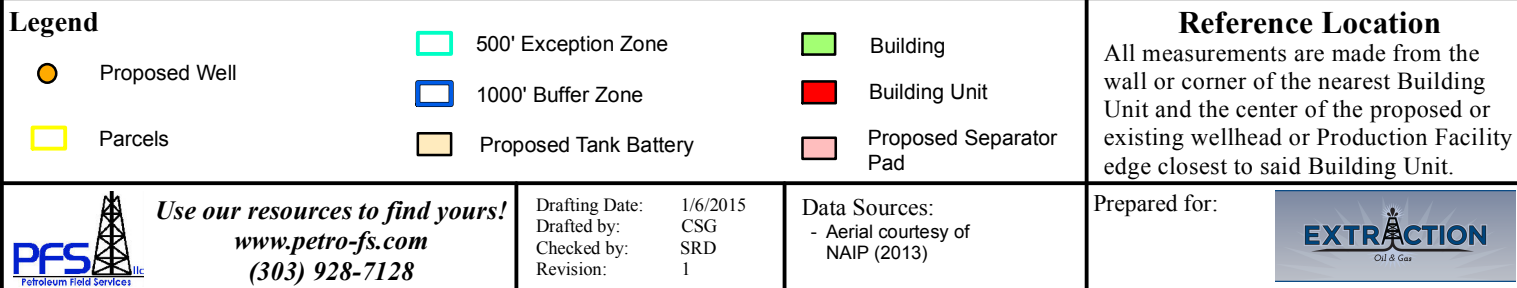 Legend
Proposed Well
Parcels
500' Exception Zone
1000' Buffer Zone
Proposed Tank Battery
Building
Building Unit
Proposed Separator
Pad
Reference Location
All measurements are made from the
wall or corner of the nearest Building
Unit and the center of the proposed or
existing wellhead or Production Facility
edge closest to said Building Unit.
PFS llc
Petroleum Field Services
Use our resources to find yours!
www.petro-fs.com
(303) 928-7128
Drafting Date: 1/6/2015
Drafted by: CSG
Checked by: SRD
Revision: 1
Data Sources:
- Aerial courtesy of
NAIP (2013)
Prepared for:
EXTRACTION
Oil & Gas